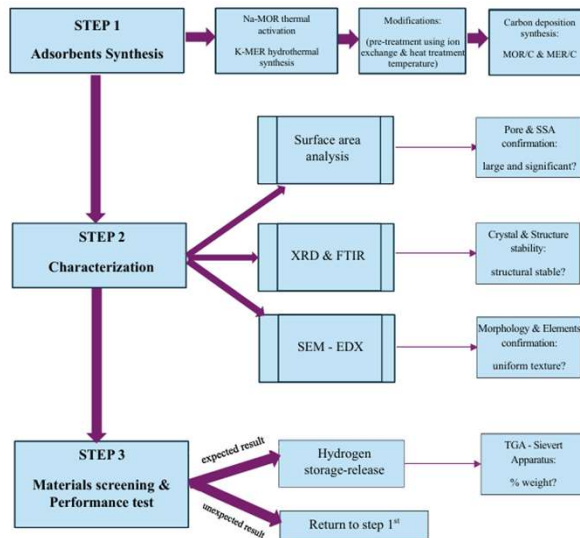 STEP 1
Adsorbents Synthesis
Na-MOR thermal
activation
K-MER hydrothermal
synthesis
Modifications:
(pre-treatment using ion
exchange & heat treatment
temperature)
Carbon deposition
synthesis:
MOR/C & MER/C
Surface area
analysis
Pore & SSA
confirmation:
large and significant?
STEP 2
Characterization
XRD & FTIR
Crystal & Structure
stability:
structural stable?
SEM - EDX
Morphology & Elements
confirmation:
uniform texture?
STEP 3
Materials screening &
Performance test
expected result
Hydrogen
storage-release
TGA - Sievert
Apparatus:
% weight?
unexpected result
Return to step 1st